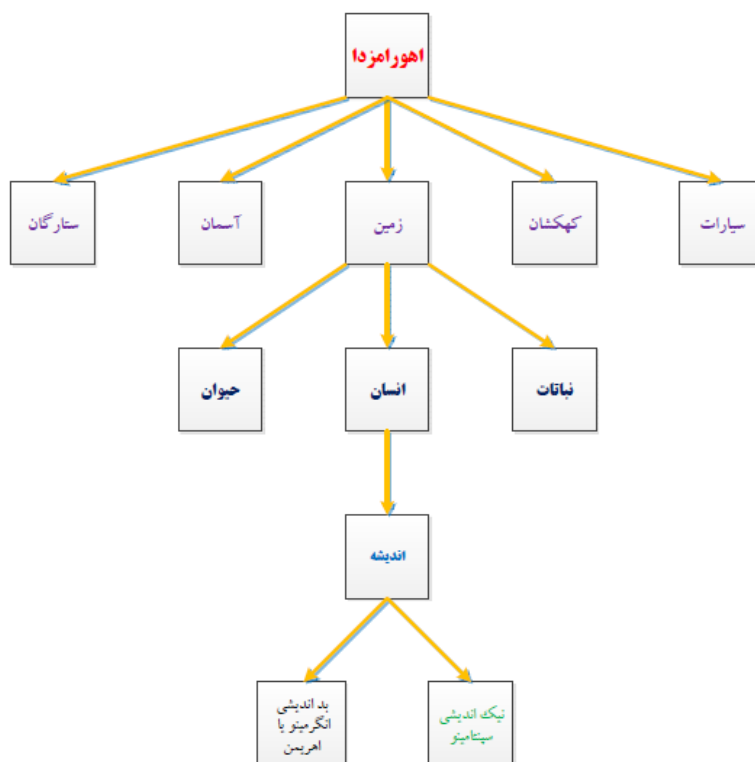 اهورامزدا
سیارات
کهکشان
زمین
آسمان
ستارگان
نباتات
انسان
حیوان
اندیشه
نیک اندیشی
سپنتامینو
بد اندیشی
انگرمینو یا
اهریمن